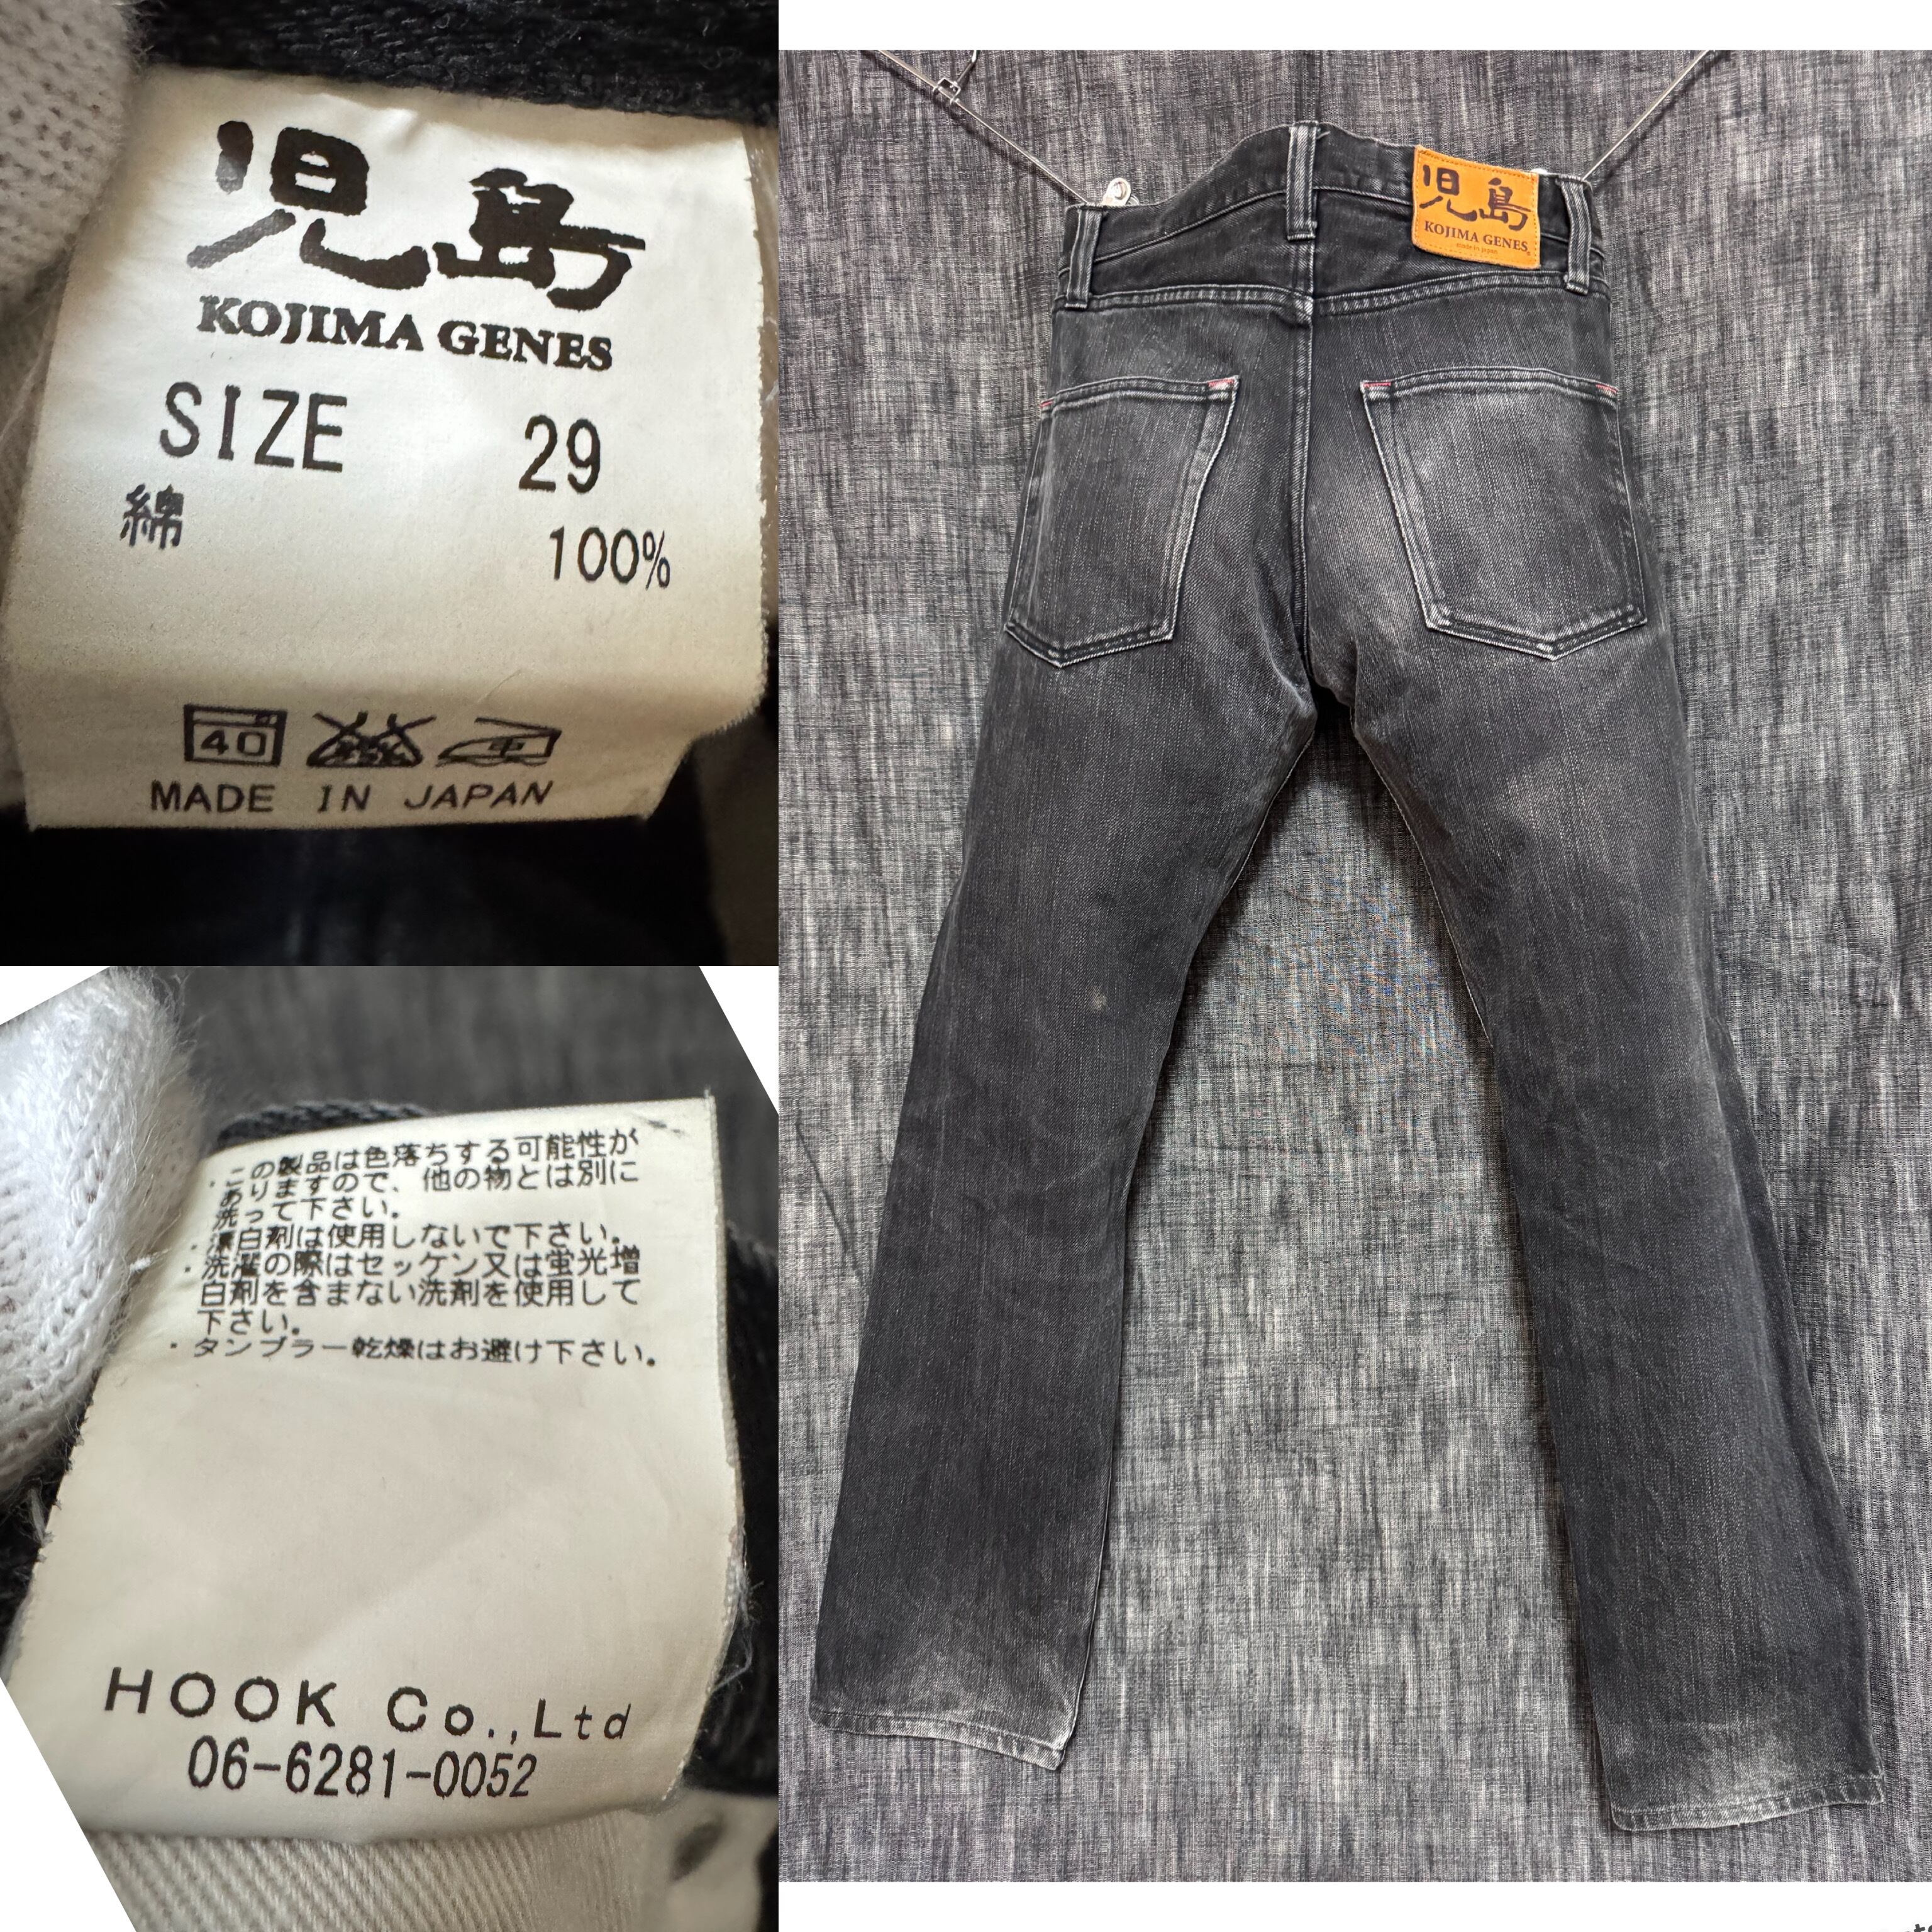 児島
KOJIMA GENES
SIZE 29
綿 100%
40
中
MADE IN JAPAN
・この製品は色落ちする可能性が
ありますので、他の物とは別に
洗って下さい。
・漂白剤は使用しないで下さい。
・洗濯の際はセッケン又は蛍光増
白剤を含まない洗剤を使用して
下さい。
・タンブラー乾燥はお避け下さい。
HOOK Co.,Ltd
06-6281-0052
児島
KOJIMA GENES
made in japan